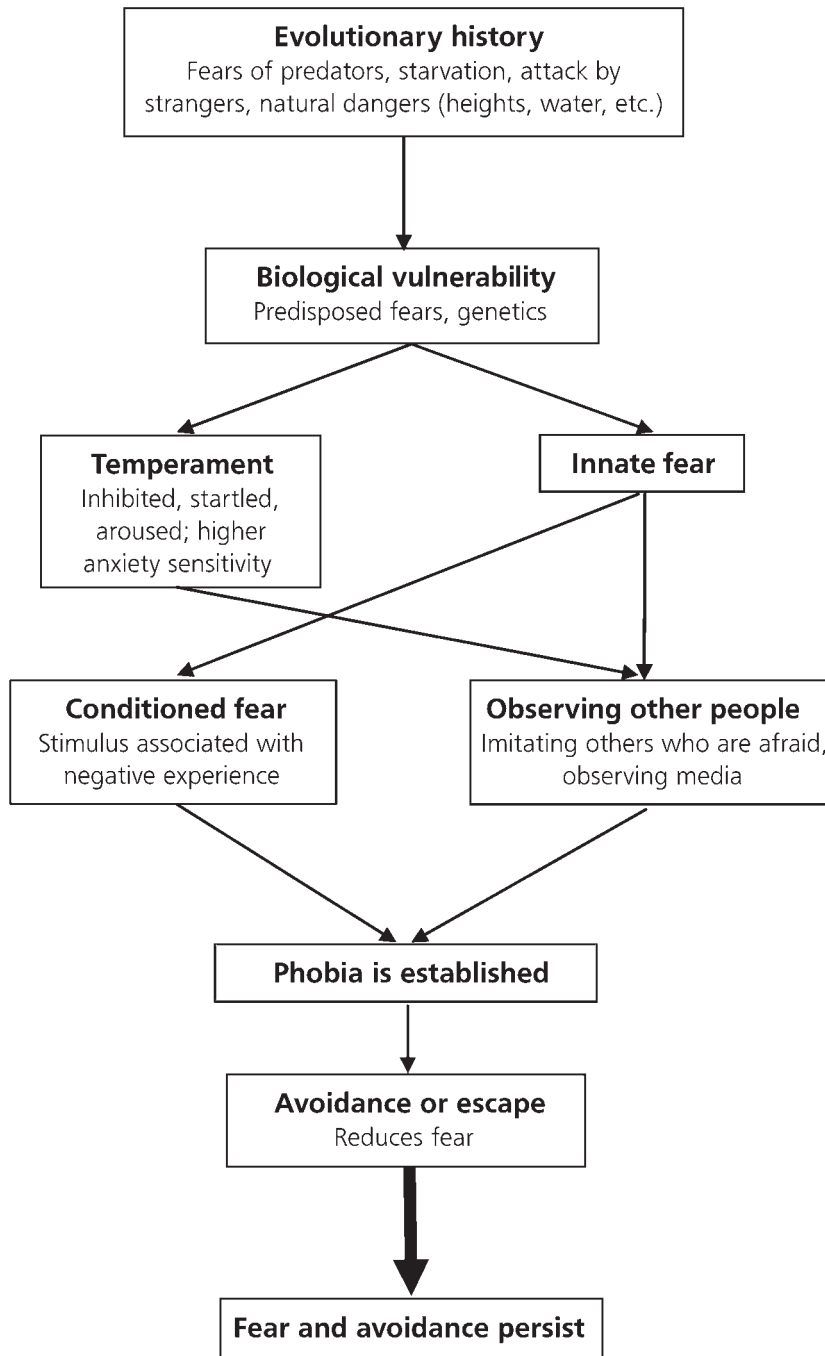 Evolutionary history
Fears of predators, starvation, attack by
strangers, natural dangers (heights, water, etc.)
Biological vulnerability
Predisposed fears, genetics
Temperament
Inhibited, startled,
aroused; higher
anxiety sensitivity
Innate fear
Conditioned fear
Stimulus associated with
negative experience
Observing other people
Imitating others who are afraid,
observing media
Phobia is established
Avoidance or escape
Reduces fear
Fear and avoidance persist